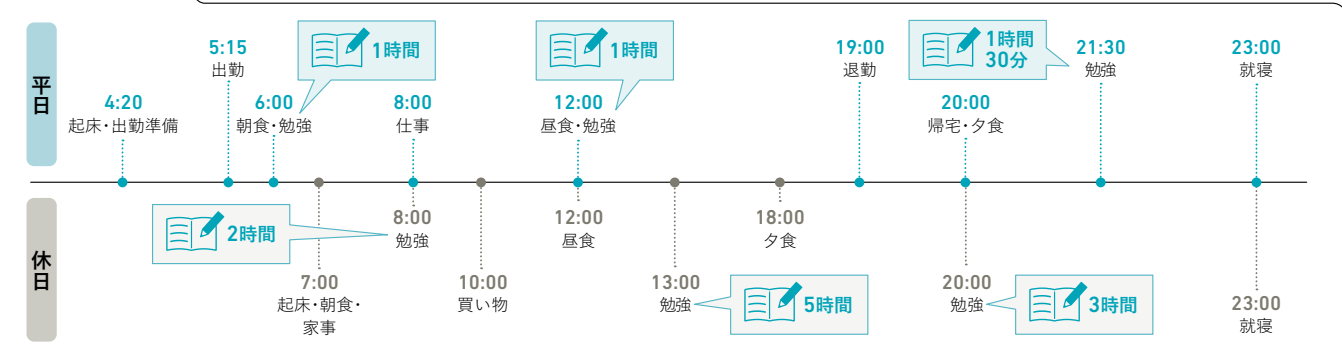 平日
4:20
起床・出勤準備
5:15
出勤
6:00
朝食・勉強
1時間
8:00
仕事
12:00
昼食・勉強
1時間
19:00
退勤
20:00
帰宅・夕食
1時間
30分
21:30
勉強
23:00
就寝
休日
7:00
起床・朝食・
家事
2時間
8:00
勉強
10:00
買い物
12:00
昼食
13:00
勉強
5時間
18:00
夕食
20:00
勉強
3時間
23:00
就寝